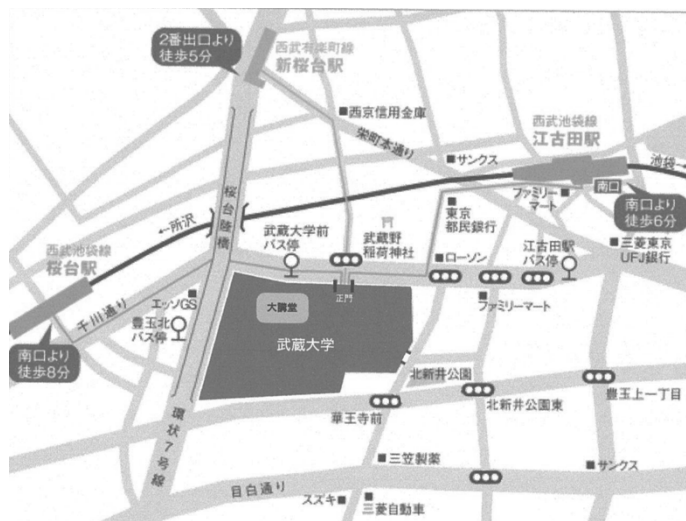 2番出口より
徒歩5分
西武有楽町線
新桜台駅
西京信用金庫
栄町本通り
サンクス
西武池袋線
江古田駅
池袋→
南口
ファミリー
マート
南口より
徒歩6分
桜台陸橋
←所沢
武蔵大学前
バス停
武蔵野
稲荷神社
東京
都民銀行
ローソン
江古田駅
バス停
三菱東京
UFJ銀行
西武池袋線
桜台駅
千川通り
エッソGS
豊玉北
バス停
南口より
徒歩8分
正門
大講堂
武蔵大学
ファミリーマート
北新井公園
華王寺前
北新井公園東
豊玉上一丁目
環状7号線
三笠製薬
サンクス
目白通り
スズキ
三菱自動車